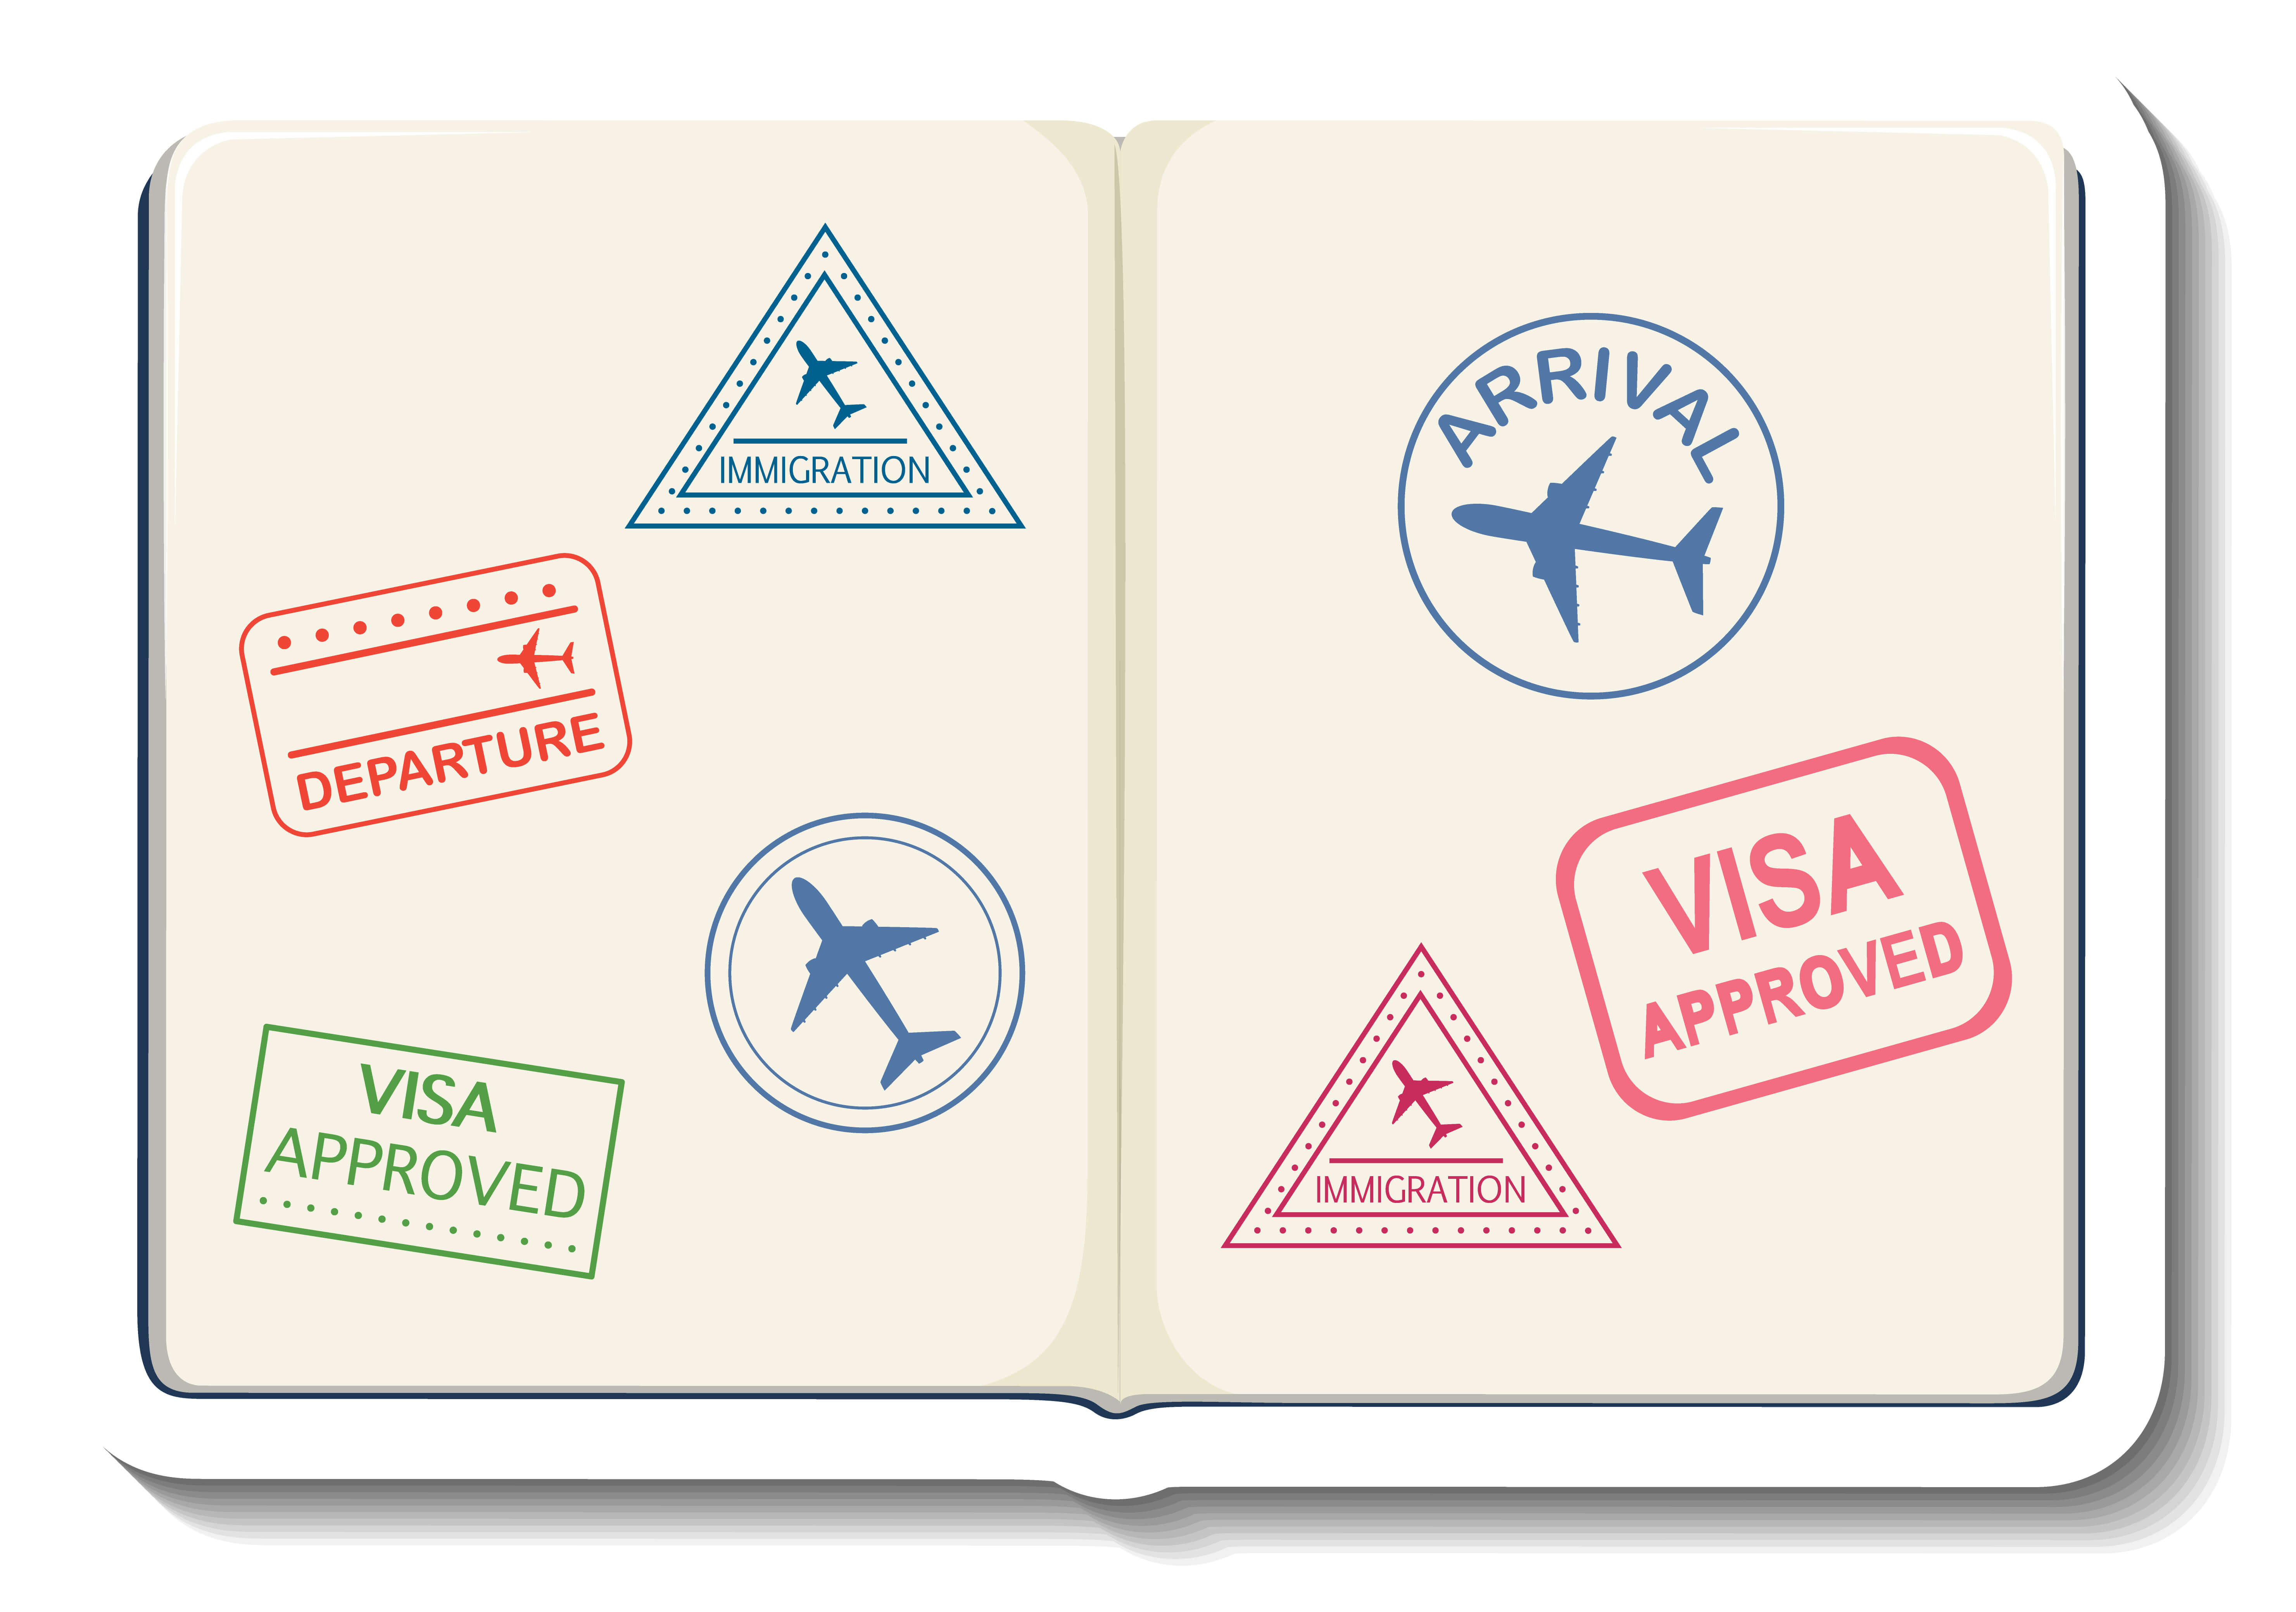 IMMIGRATION
DEPARTURE
VISA
APPROVED
ARRIVAL
VISA
APPROVED
IMMIGRATION